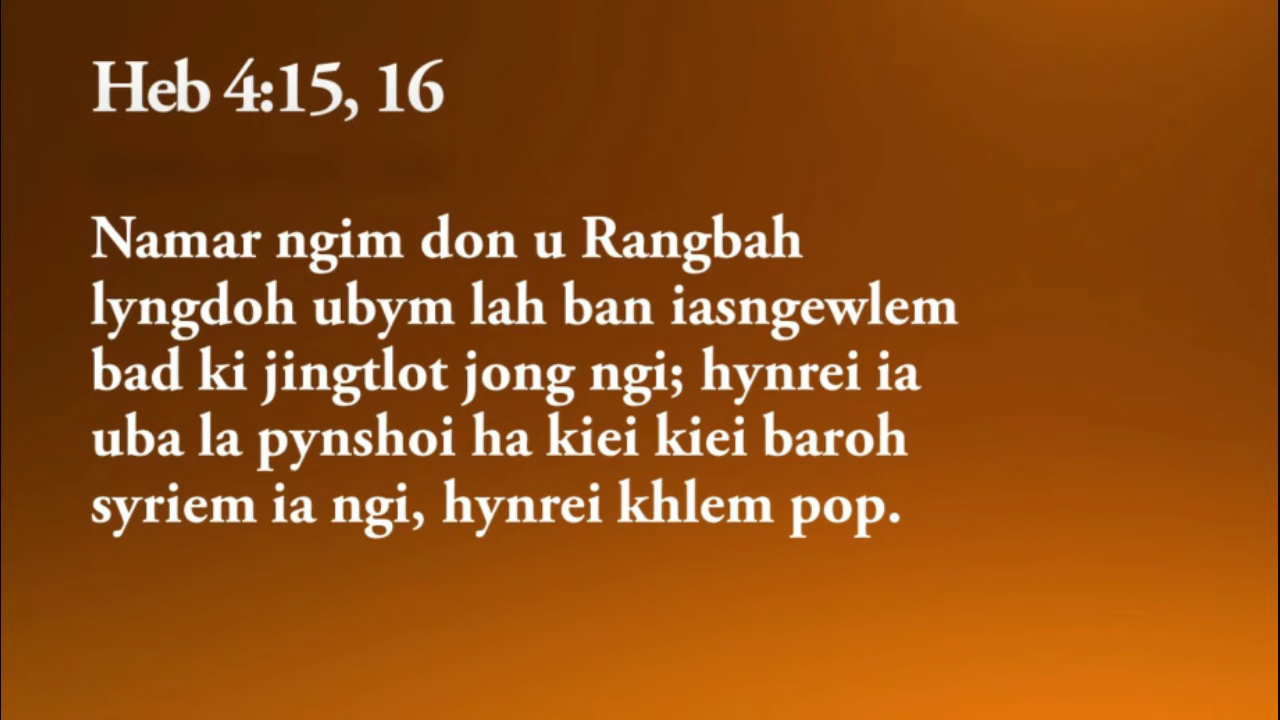 Heb 4:15, 16
Namar ngim don u Rangbah
lyngdoh ubym lah ban iasngewlem
bad ki jingtlot jong ngi; hynrei ia
uba la pynshoi ha kiei kiei baroh
syriem ia ngi, hynrei khlem pop.